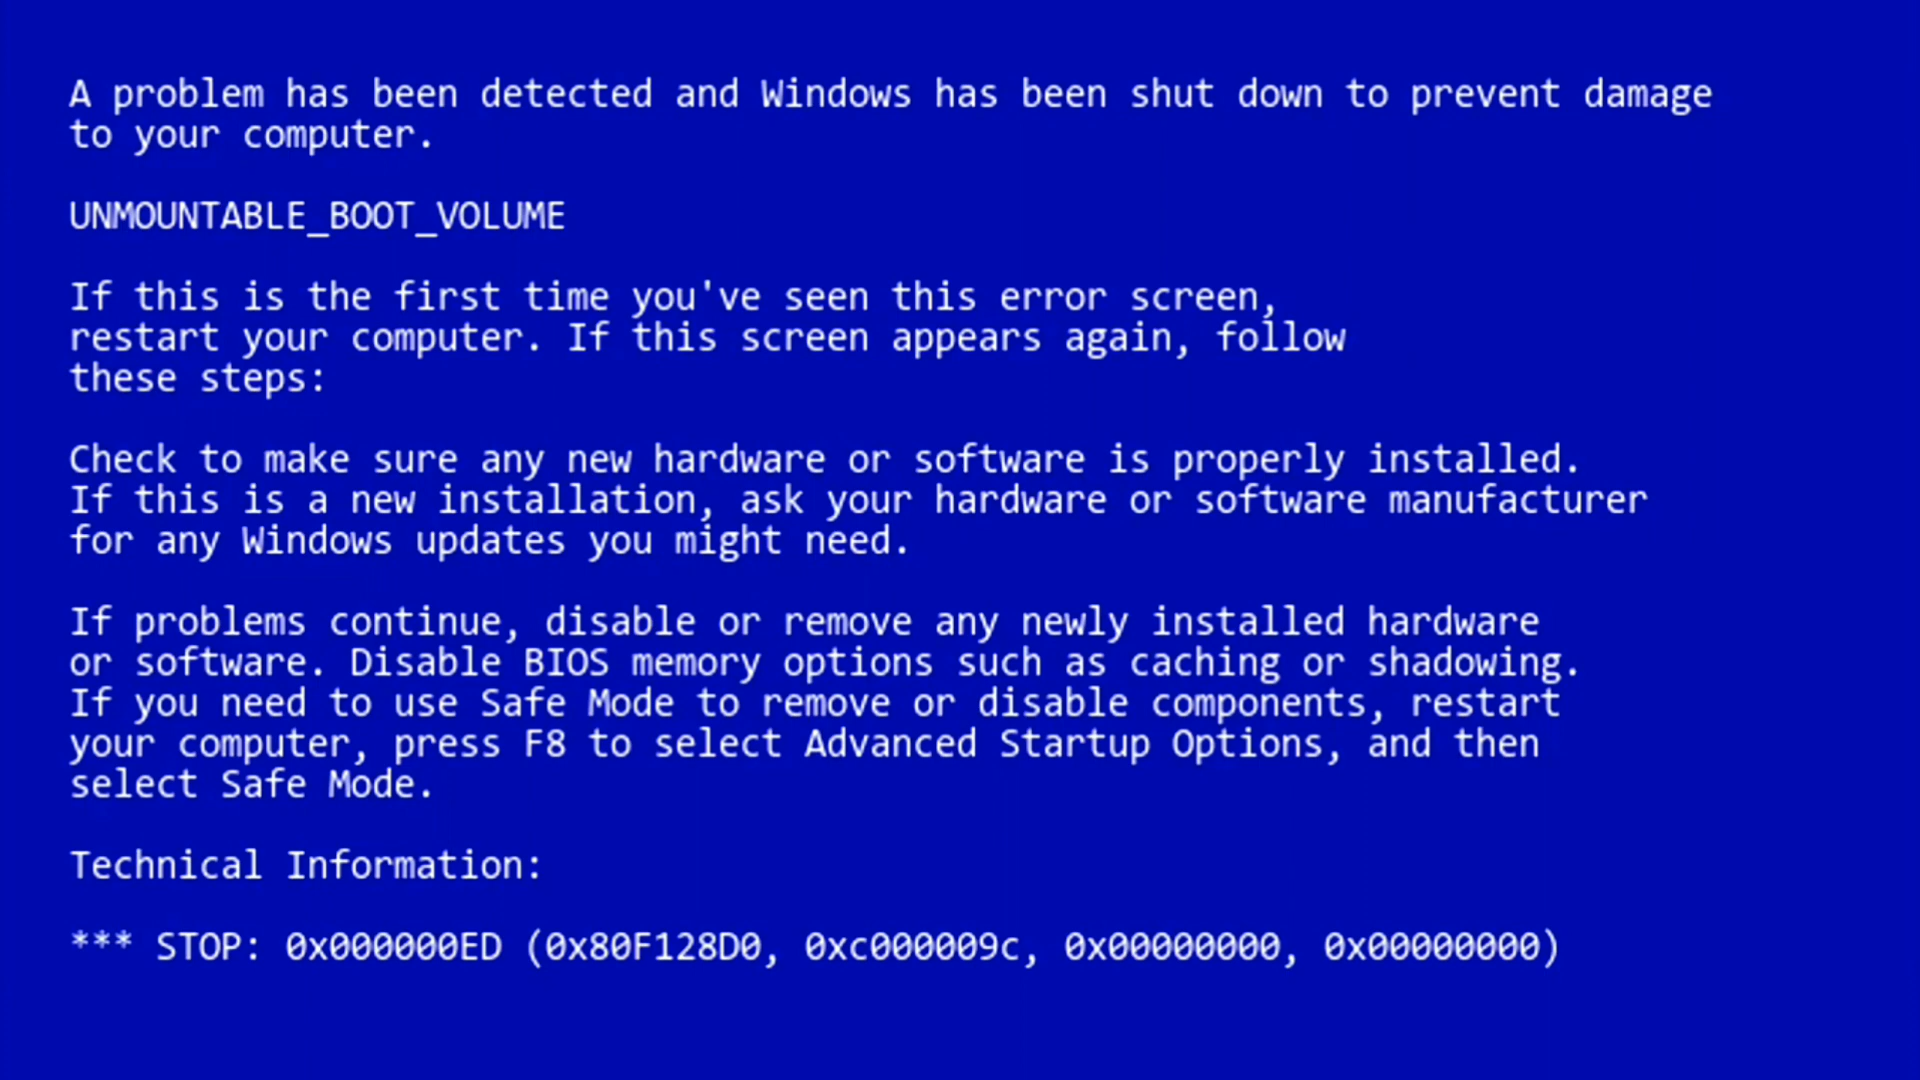 A problem has been detected and Windows has been shut down to prevent damage
to your computer.
UNMOUNTABLE_BOOT_VOLUME
If this is the first time you've seen this error screen,
restart your computer. If this screen appears again, follow
these steps:
Check to make sure any new hardware or software is properly installed.
If this is a new installation, ask your hardware or software manufacturer
for any Windows updates you might need.
If problems continue, disable or remove any newly installed hardware
or software. Disable BIOS memory options such as caching or shadowing.
If you need to use Safe Mode to remove or disable components, restart
your computer, press F8 to select Advanced Startup Options, and then
select Safe Mode.
Technical Information:
*** STOP: 0x000000ED (0x80F128D0, 0xc000009c, 0x00000000, 0x00000000)